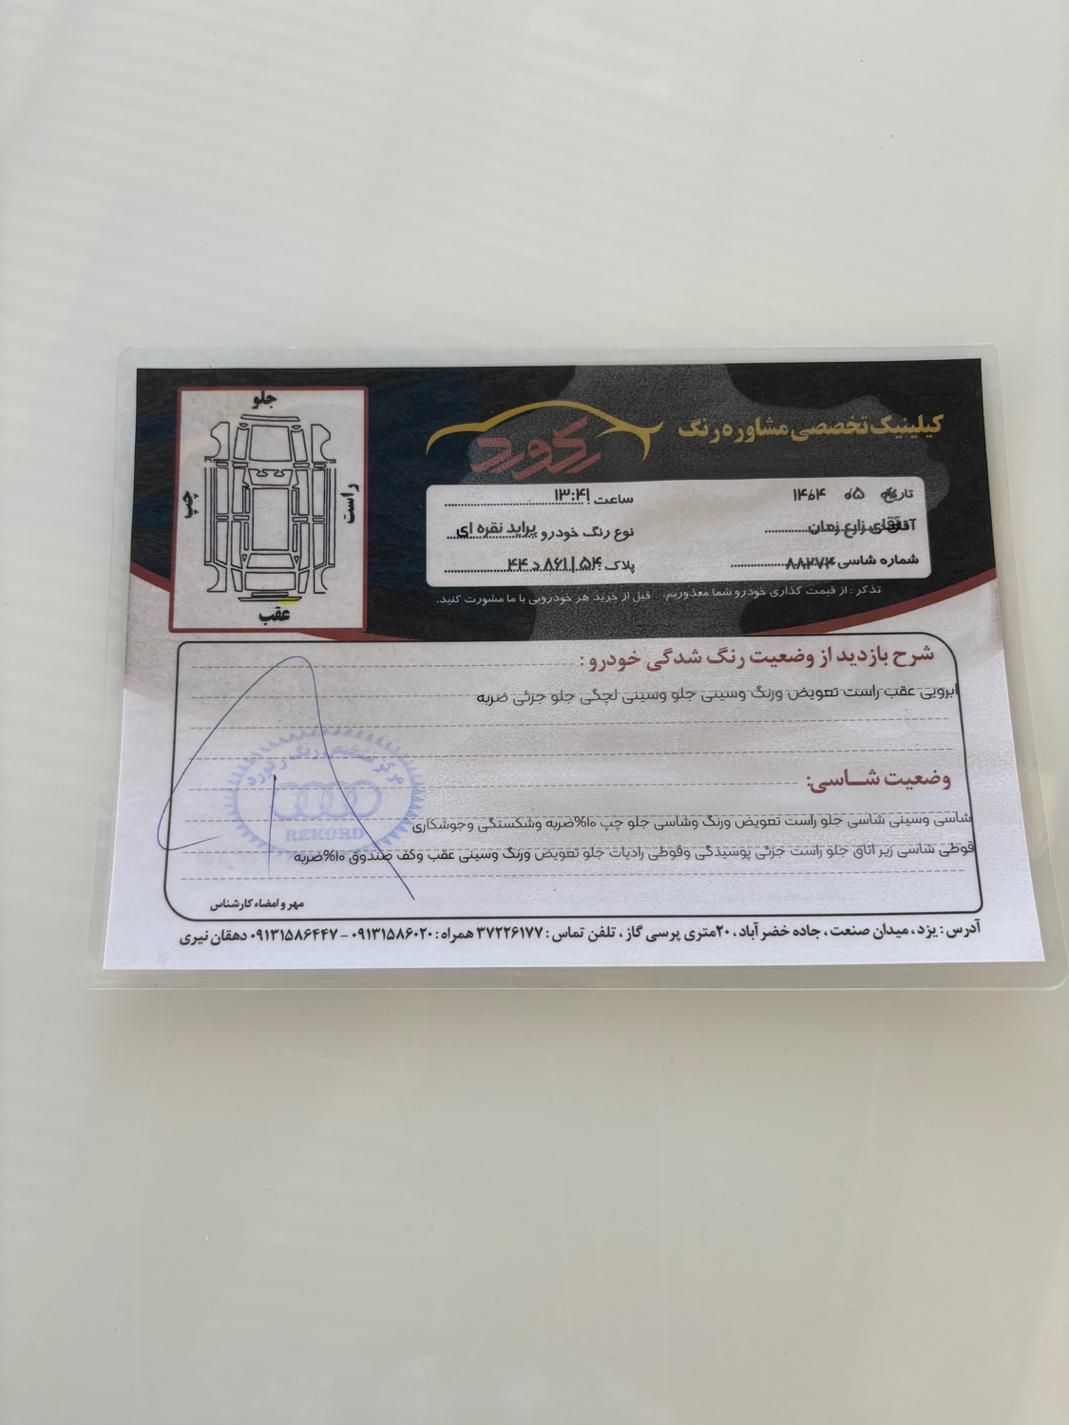 جلو
چپ
راست
عقب
رکورد
کیلینیک تخصصی مشاوره رنگ
تاریخ ۰۵ ۱۴۰۴
ساعت ۱۳:۴۱
آقای زارع زمان
نوع رنگ خودرو پراید نقره ای
شماره شاسی ۸۸۲۷۴
پلاک ۵۴|۸۶۱ د ۴۴
تذکر : از قیمت گذاری خودرو شما معذوریم. قبل از خرید هر خودرویی با ما مشورت کنید.
شرح بازدید از وضعیت رنگ شدگی خودرو :
ابرویی عقب راست تعویض ورنگ وسینی جلو وسینی لچگی جلو جزئی ضربه
وضعیت شاسی:
شاسی وسینی شاسی جلو راست تعویض ورنگ وشاسی جلو چپ ۱۰%ضربه وشکستگی وجوشکاری
قوطی شاسی زیر اتاق جلو راست جزئی پوسیدگی وقوطی رادیات جلو تعویض ورنگ وسینی عقب وکف صندوق ۱۰%ضربه
مرکز تشخیص رنگ رکورد
REKORD
مهر و امضاء کارشناس
آدرس : یزد، میدان صنعت، جاده خضرآباد، ۲۰متری پرسی گاز، تلفن تماس : ۳۷۲۲۶۱۷۷ همراه : ۰۹۱۳۱۵۸۶۰۲۰ - ۰۹۱۳۱۵۸۶۴۴۷ دهقان نیری